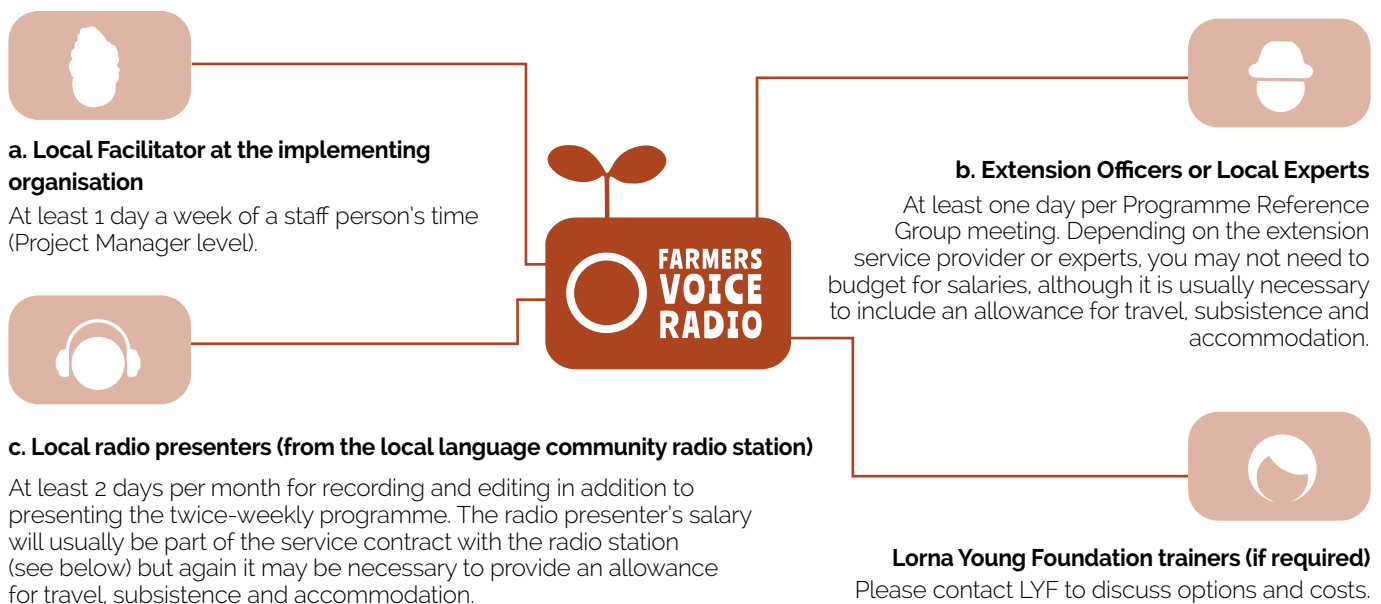 a. Local Facilitator at the implementing
organisation
At least 1 day a week of a staff person's time
(Project Manager level).
FARMERS
VOICE
RADIO
b. Extension Officers or Local Experts
At least one day per Programme Reference
Group meeting. Depending on the extension
service provider or experts, you may not need to
budget for salaries, although it is usually necessary
to include an allowance for travel, subsistence and
accommodation.
c. Local radio presenters (from the local language community radio station)
At least 2 days per month for recording and editing in addition to
presenting the twice-weekly programme. The radio presenter's salary
will usually be part of the service contract with the radio station
(see below) but again it may be necessary to provide an allowance
for travel, subsistence and accommodation.
Lorna Young Foundation trainers (if required)
Please contact LYF to discuss options and costs.